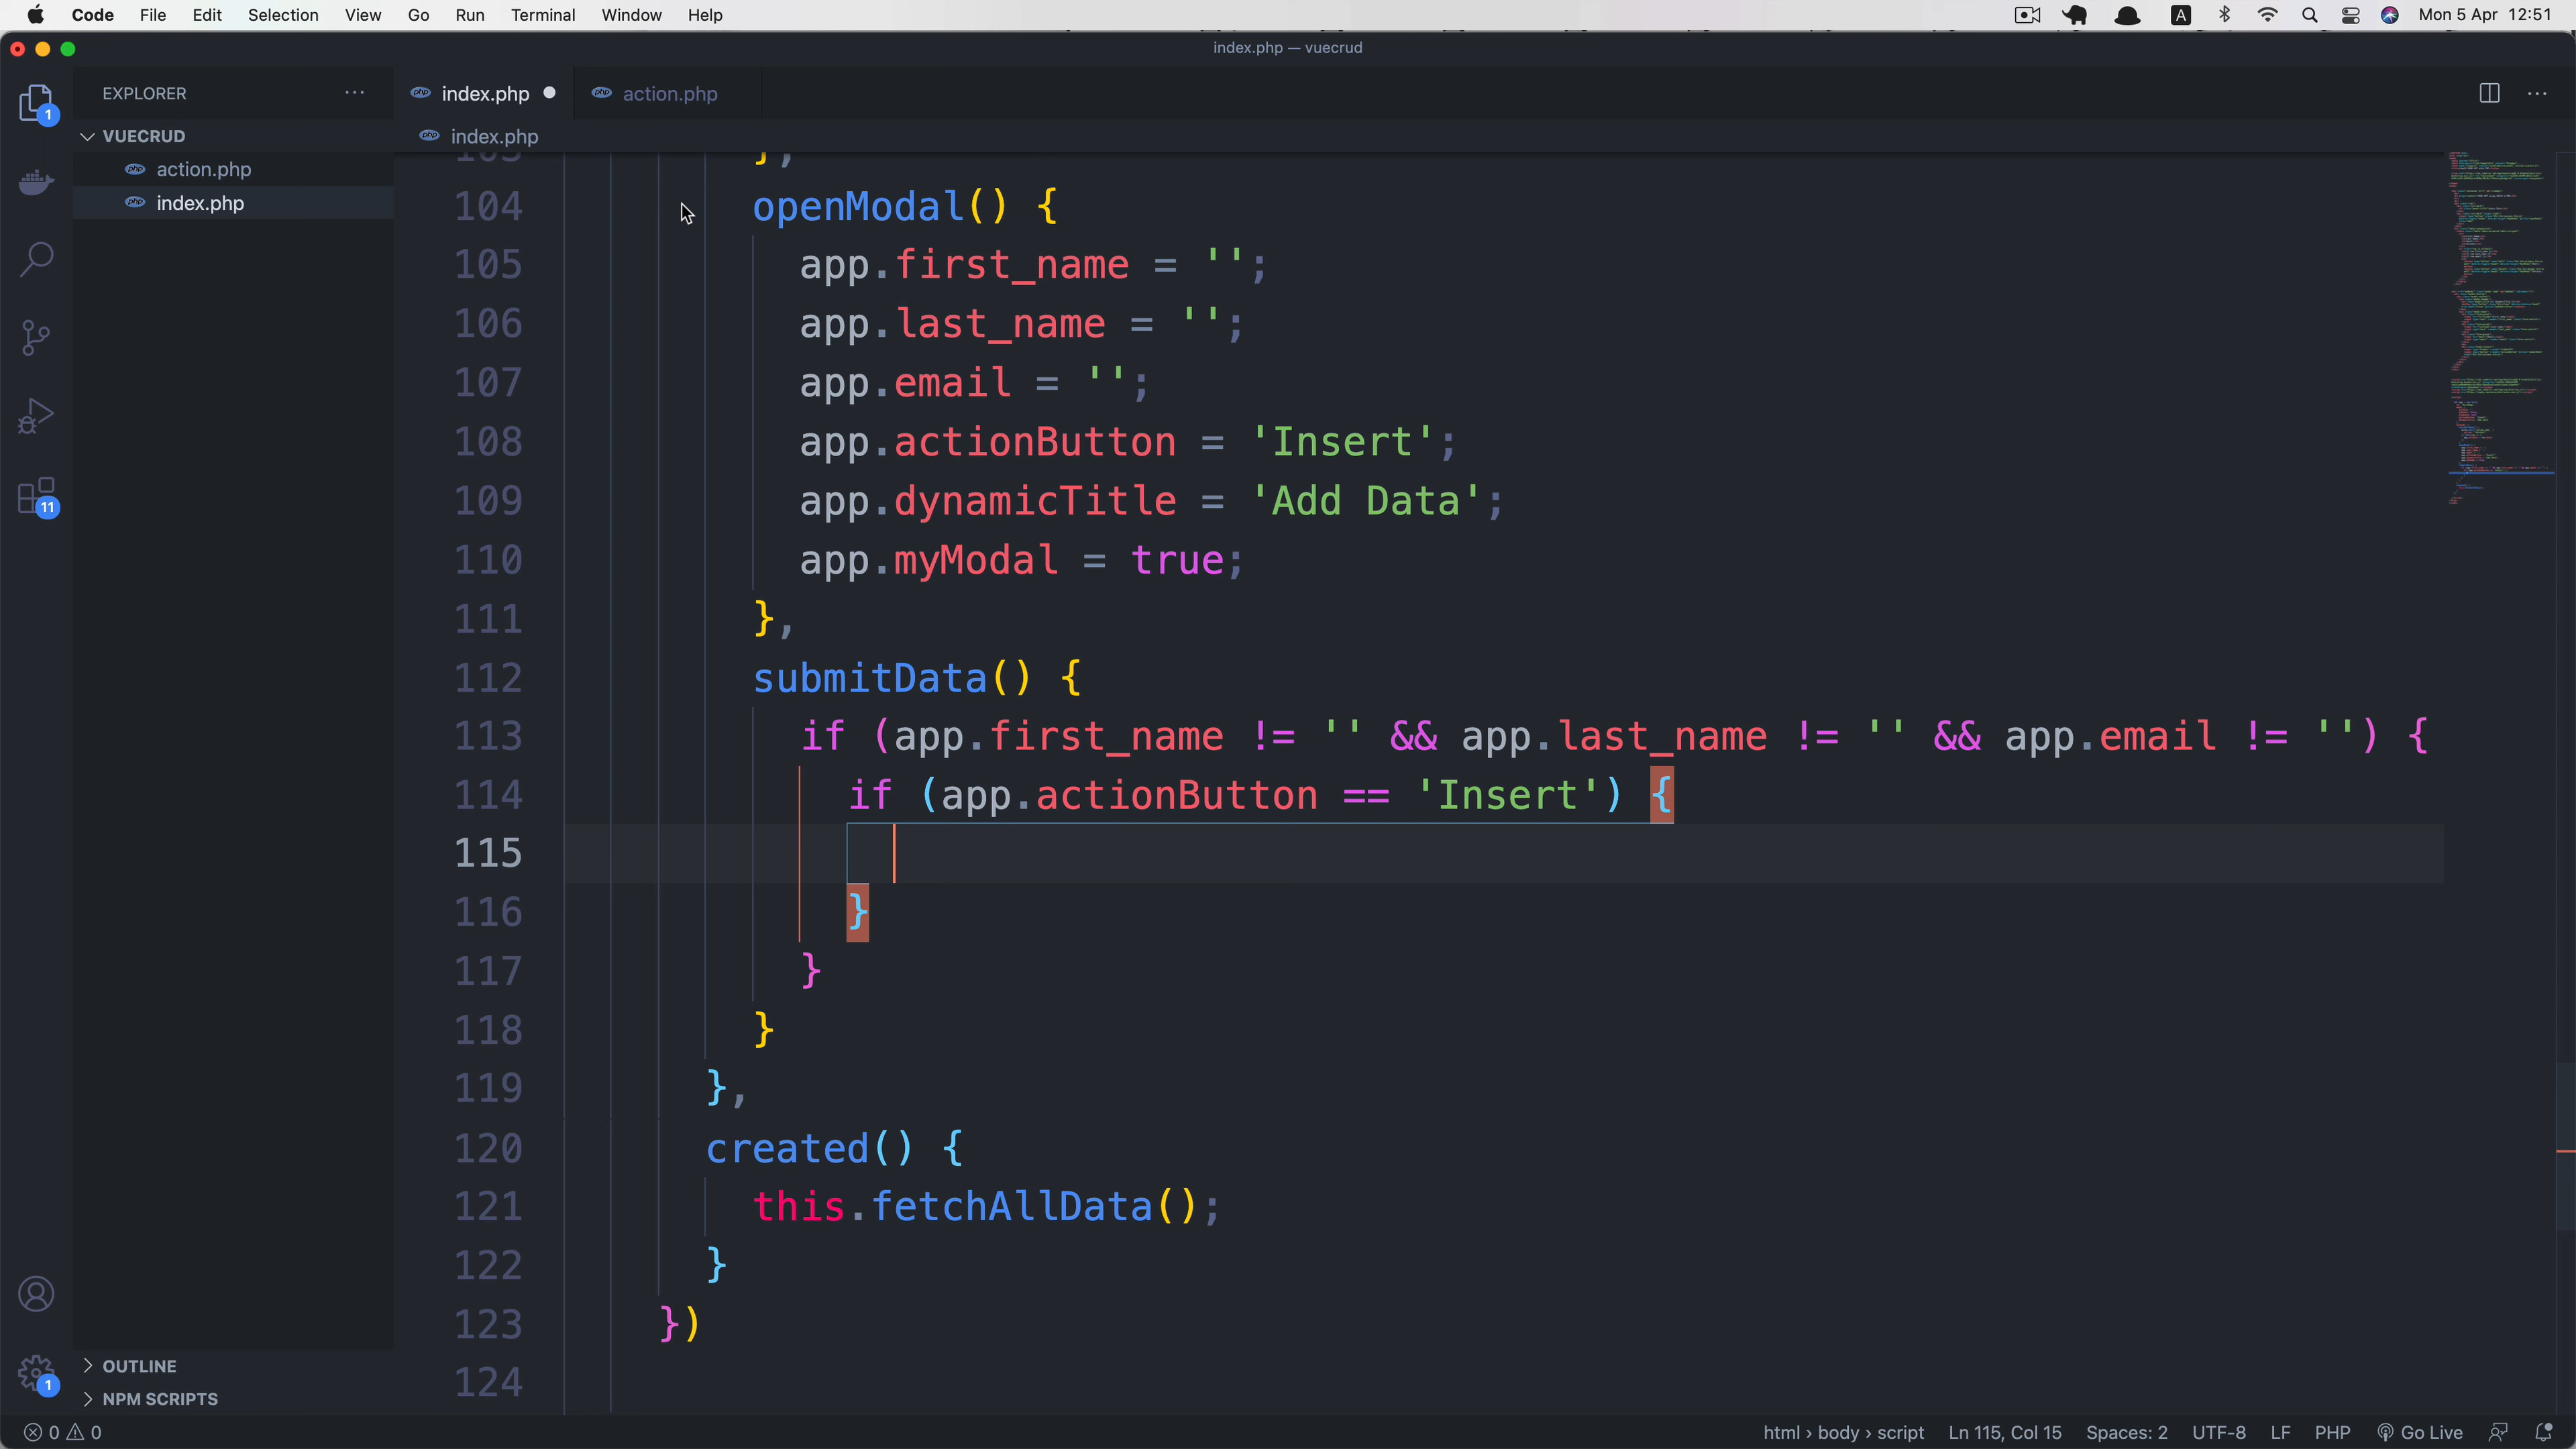 Code File Edit Selection View Go Run Terminal Window Help A Mon 5 Apr 12:51
index.php — vuecrud
EXPLORER ··· index.php action.php ···
1
VUECRUD index.php
action.php
index.php
11
103 },
104 openModal() {
105 app.first_name = '';
106 app.last_name = '';
107 app.email = '';
108 app.actionButton = 'Insert';
109 app.dynamicTitle = 'Add Data';
110 app.myModal = true;
111 },
112 submitData() {
113 if (app.first_name != '' && app.last_name != '' && app.email != '') {
114 if (app.actionButton == 'Insert') {
115
116 }
117 }
118 }
119 },
120 created() {
121 this.fetchAllData();
122 }
123 })
124
OUTLINE
1
NPM SCRIPTS
0 0 html › body › script Ln 115, Col 15 Spaces: 2 UTF-8 LF PHP Go Live